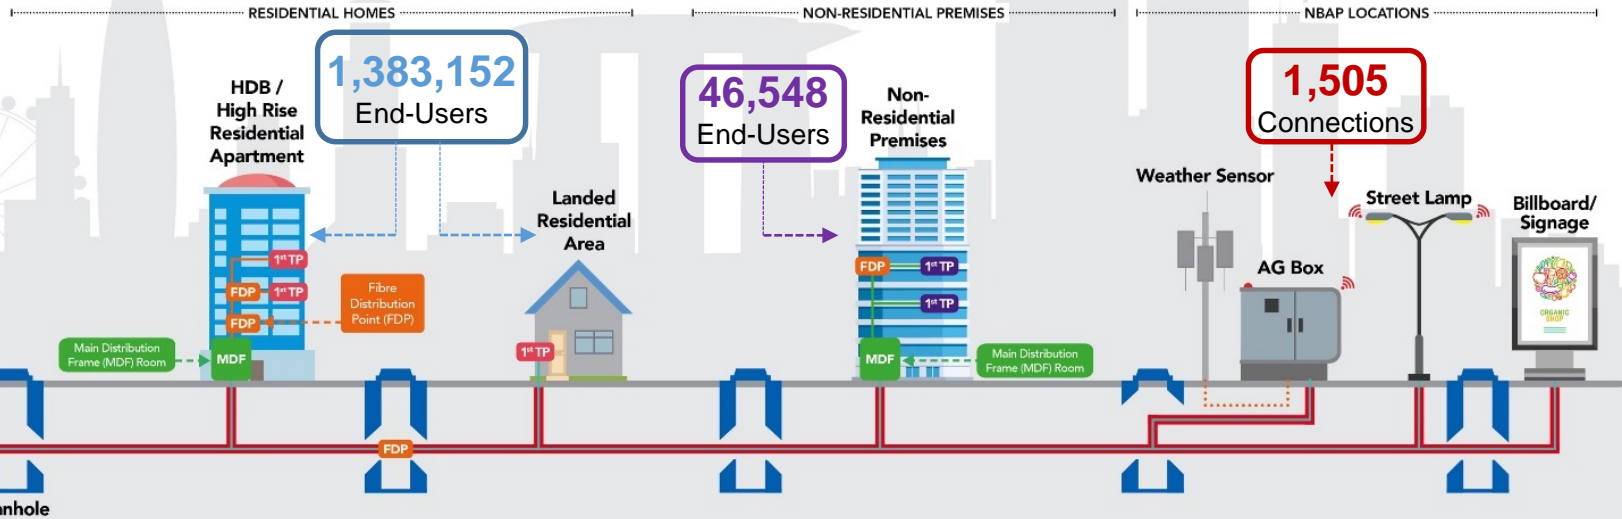 RESIDENTIAL HOMES
NON-RESIDENTIAL PREMISES
NBAP LOCATIONS
1,383,152
End-Users
46,548
End-Users
1,505
Connections
HDB /
High Rise
Residential
Apartment
Landed
Residential
Area
Non-
Residential
Premises
Weather Sensor
Street Lamp
Billboard/
Signage
AG Box
1st TP
FDP
1st TP
FDP
MDF
Fibre
Distribution
Point (FDP)
Main Distribution
Frame (MDF) Room
1st TP
FDP
1st TP
1st TP
MDF
Main Distribution
Frame (MDF) Room
ORGANIC
SHOP
FDP
anhole